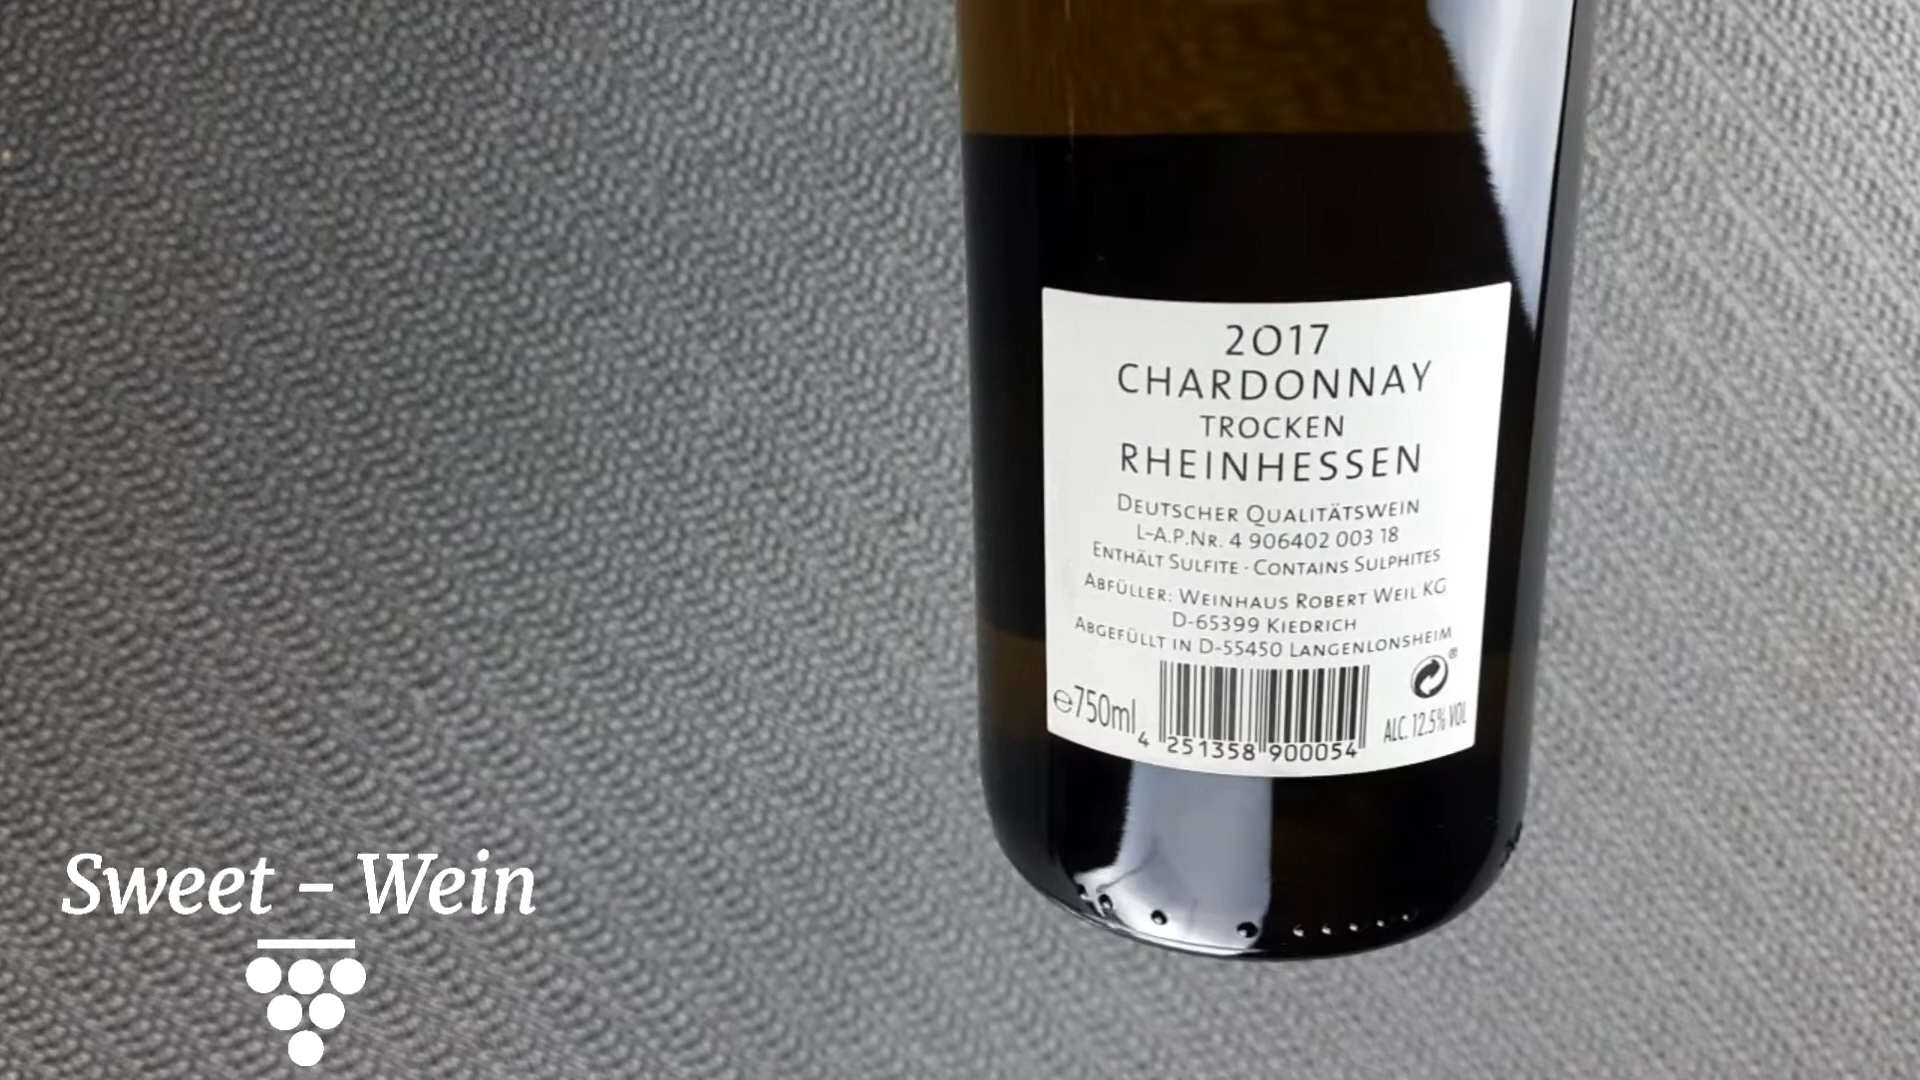 2017
CHARDONNAY
TROCKEN
RHEINHESSEN
DEUTSCHER QUALITÄTSWEIN
L-A.P.NR. 4 906402 003 18
ENTHÄLT SULFITE · CONTAINS SULPHITES
ABFÜLLER: WEINHAUS ROBERT WEIL KG
D-65399 KIEDRICH
ABGEFÜLLT IN D-55450 LANGENLONSHEIM
℮750ml
ALC. 12.5% VOL
4 251358 900054
Sweet - Wein